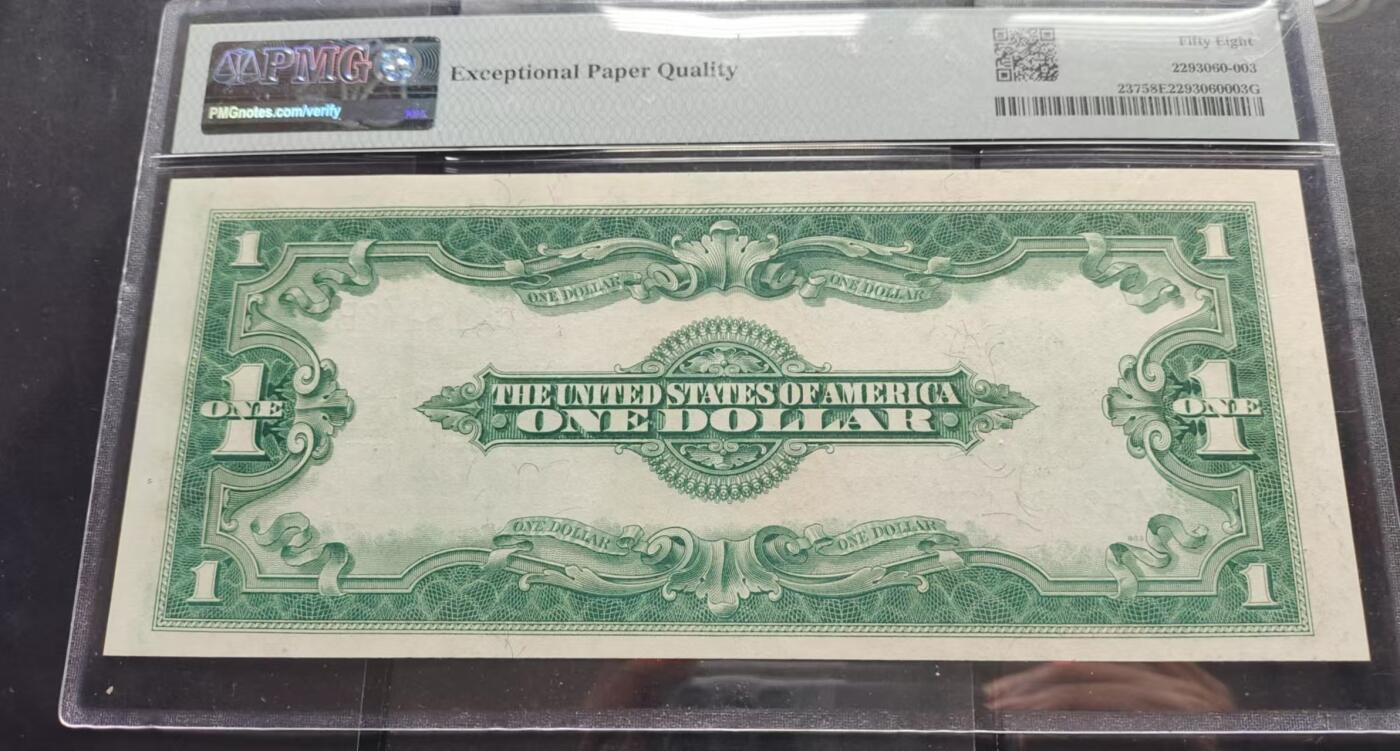 PMG
PMGnotes.com/verify
Exceptional Paper Quality
Fifty Eight
2293060-003
23758E2293060003G
1 1
ONE DOLLAR ONE DOLLAR
THE UNITED STATES OF AMERICA
ONE DOLLAR
1 ONE 1 ONE
ONE DOLLAR ONE DOLLAR
1 1